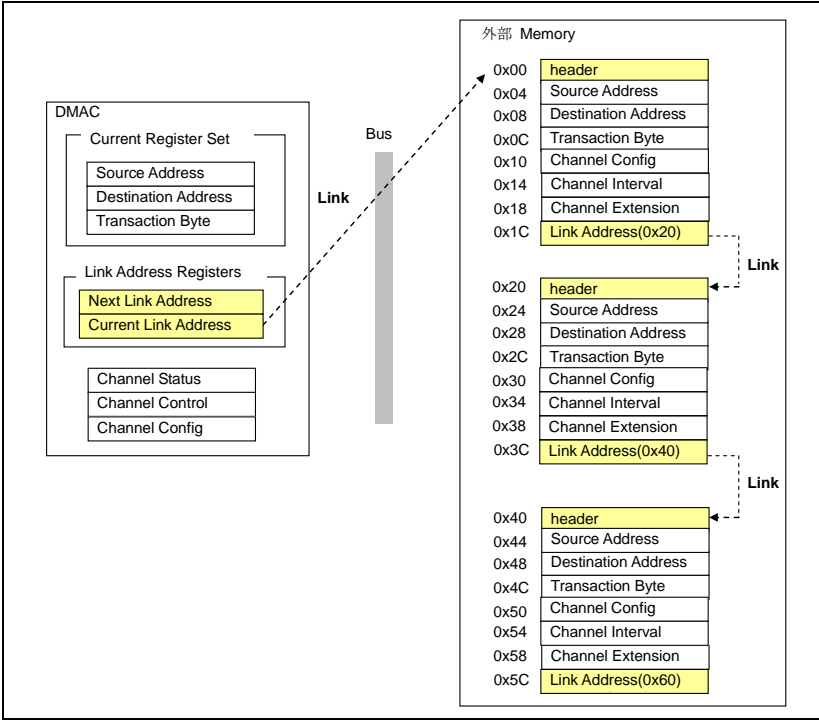 DMAC
Current Register Set
Source Address
Destination Address
Transaction Byte
Link Address Registers
Next Link Address
Current Link Address
Channel Status
Channel Control
Channel Config
Link
Bus
外部 Memory
0x00 header
0x04 Source Address
0x08 Destination Address
0x0C Transaction Byte
0x10 Channel Config
0x14 Channel Interval
0x18 Channel Extension
0x1C Link Address(0x20)
Link
0x20 header
0x24 Source Address
0x28 Destination Address
0x2C Transaction Byte
0x30 Channel Config
0x34 Channel Interval
0x38 Channel Extension
0x3C Link Address(0x40)
Link
0x40 header
0x44 Source Address
0x48 Destination Address
0x4C Transaction Byte
0x50 Channel Config
0x54 Channel Interval
0x58 Channel Extension
0x5C Link Address(0x60)